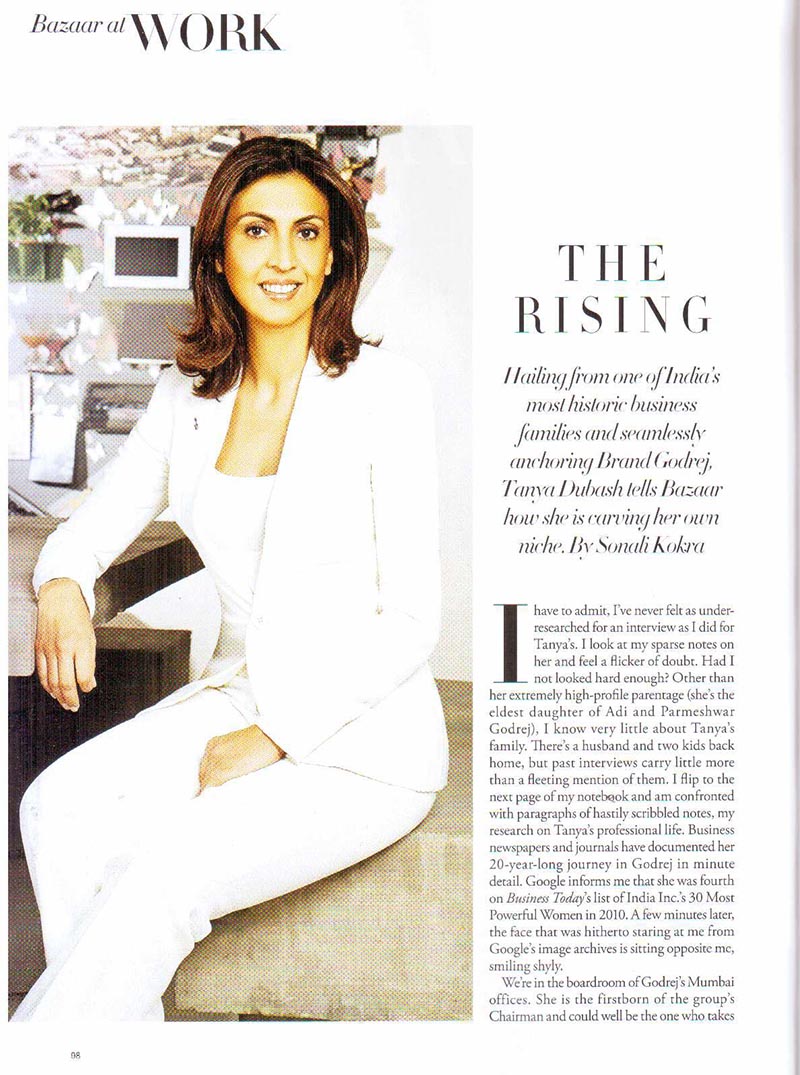 Bazaar at WORK
THE
RISING
Hailing from one of India's
most historic business
families and seamlessly
anchoring Brand Godrej,
Tanya Dubash tells Bazaar
how she is carving her own
niche. By Sonali Kokra
I have to admit, I've never felt as under-
researched for an interview as I did for
Tanya's. I look at my sparse notes on
her and feel a flicker of doubt. Had I
not looked hard enough? Other than
her extremely high-profile parentage (she's the
eldest daughter of Adi and Parmeshwar
Godrej), I know very little about Tanya's
family. There's a husband and two kids back
home, but past interviews carry little more
than a fleeting mention of them. I flip to the
next page of my notebook and am confronted
with paragraphs of hastily scribbled notes, my
research on Tanya's professional life. Business
newspapers and journals have documented her
20-year-long journey in Godrej in minute
detail. Google informs me that she was fourth
on Business Today's list of India Inc.'s 30 Most
Powerful Women in 2010. A few minutes later,
the face that was hitherto staring at me from
Google's image archives is sitting opposite me,
smiling shyly.
We're in the boardroom of Godrej's Mumbai
offices. She is the firstborn of the group's
Chairman and could well be the one who takes
98